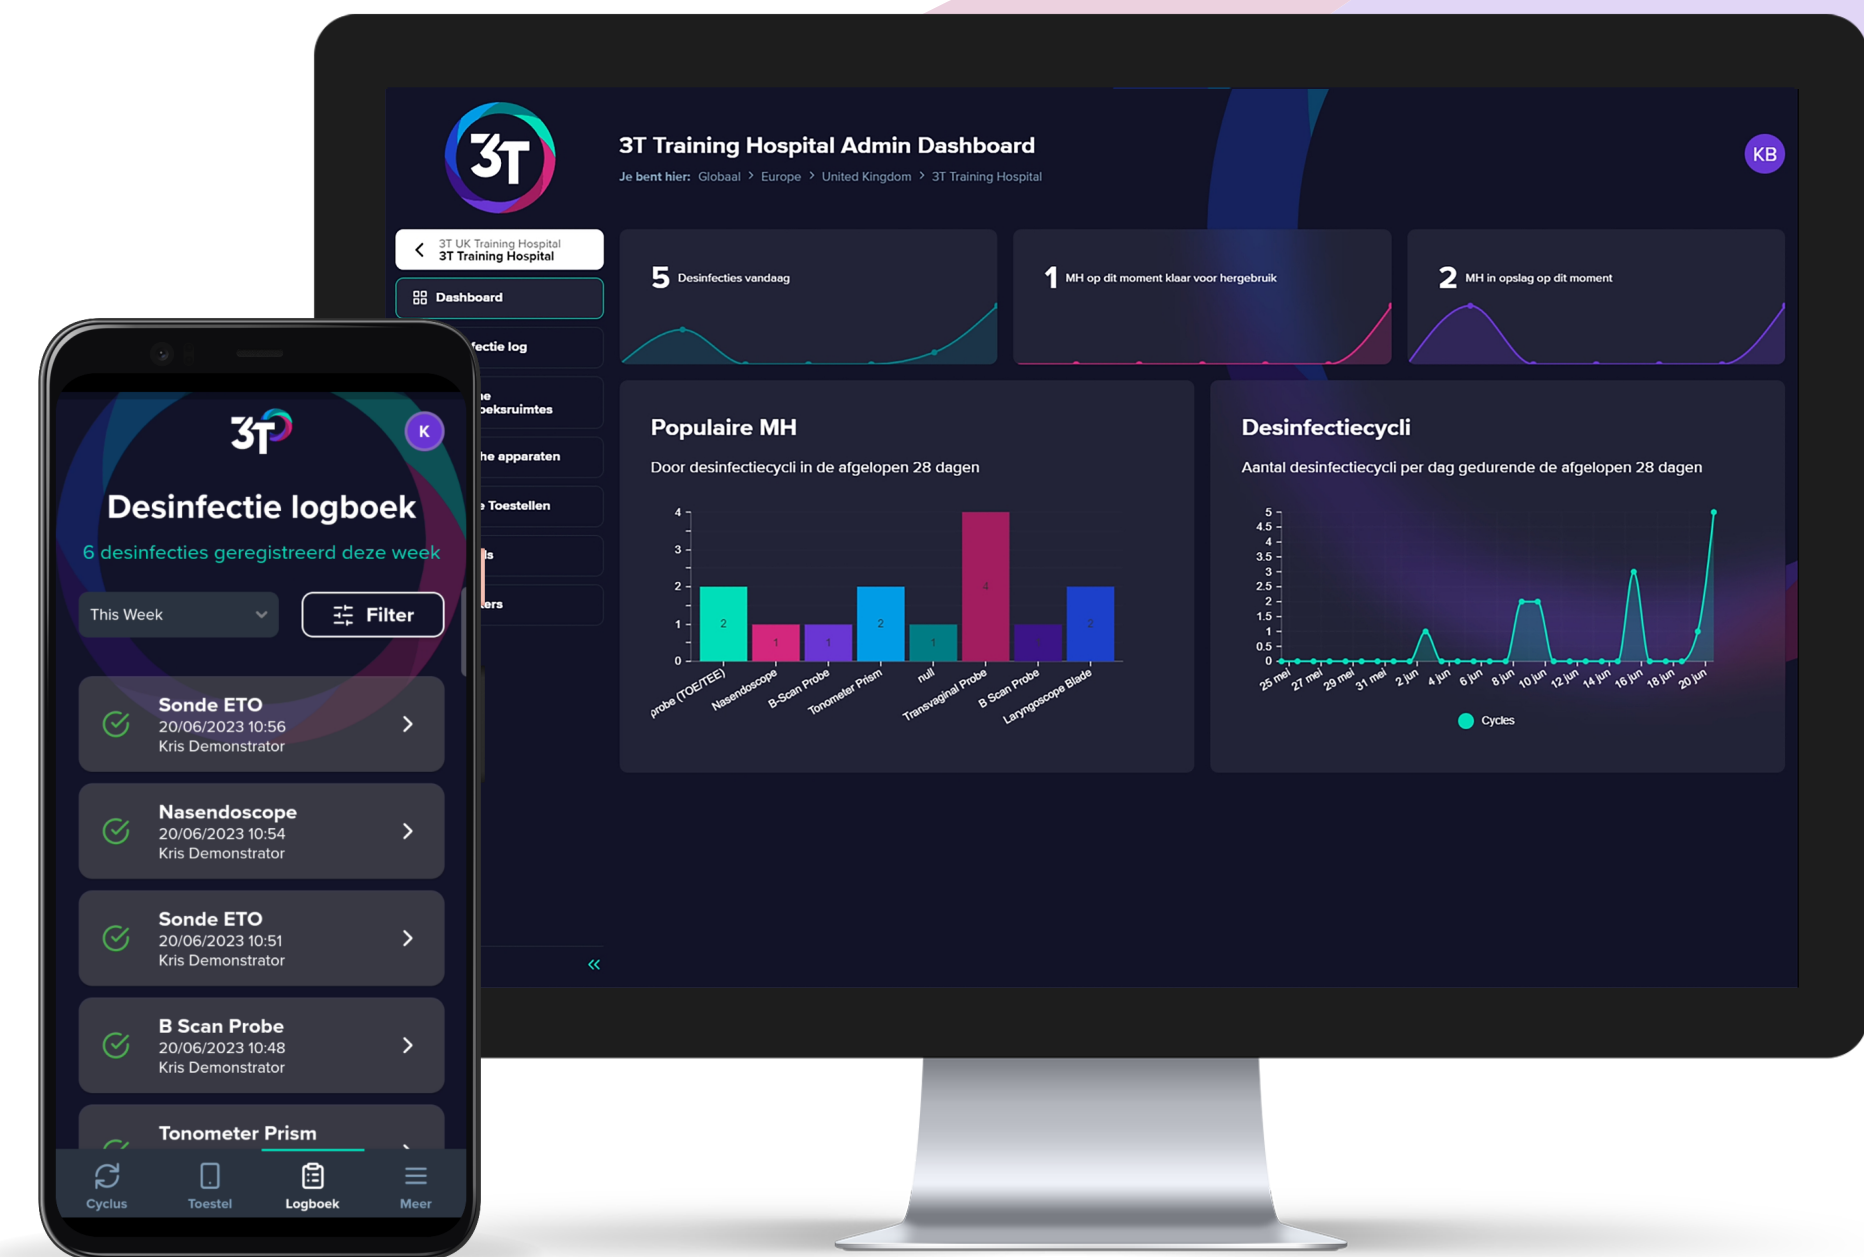 3T
3T Training Hospital Admin Dashboard
Je bent hier: Globaal > Europe > United Kingdom > 3T Training Hospital
KB
3T UK Training Hospital
3T Training Hospital
Dashboard
fectie log
oeksruimtes
he apparaten
Toestellen
5 Desinfecties vandaag
1 MH op dit moment klaar voor hergebruik
2 MH in opslag op dit moment
Populaire MH
Door desinfectiecycli in de afgelopen 28 dagen
4
3
2
1
0
2
1
1
2
1
4
1
2
probe (TOE/TEE)
Nasendoscope
B-Scan Probe
Tonometer Prism
null
Transvaginal Probe
B Scan Probe
Laryngoscope Blade
Desinfectiecycli
Aantal desinfectiecycli per dag gedurende de afgelopen 28 dagen
5
4.5
4
3.5
3
2.5
2
1.5
1
0.5
0
25 mei
27 mei
29 mei
31 mei
2 jun
4 jun
6 jun
8 jun
10 jun
12 jun
14 jun
16 jun
18 jun
20 jun
Cycles
3T
K
Desinfectie logboek
6 desinfecties geregistreerd deze week
This Week
Filter
Sonde ETO
20/06/2023 10:56
Kris Demonstrator
Nasendoscope
20/06/2023 10:54
Kris Demonstrator
Sonde ETO
20/06/2023 10:51
Kris Demonstrator
B Scan Probe
20/06/2023 10:48
Kris Demonstrator
Tonometer Prism
Cyclus
Toestel
Logboek
Meer